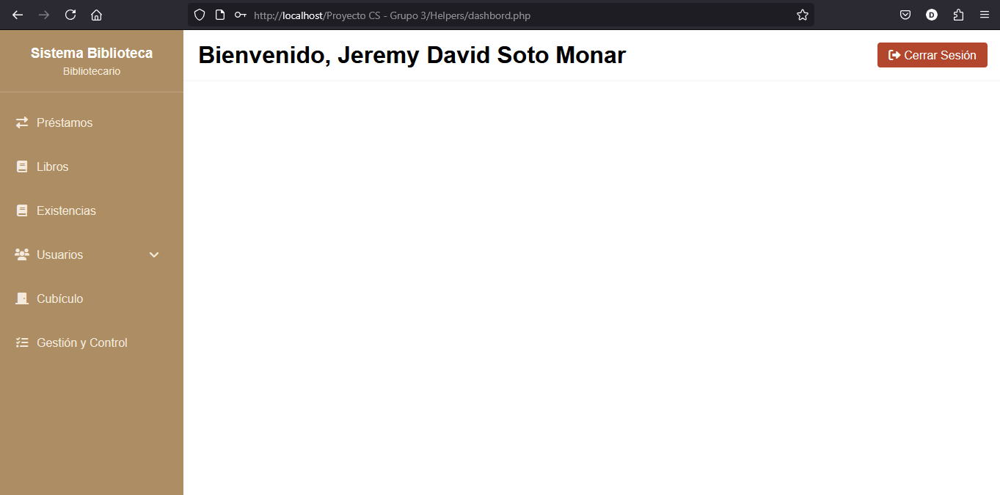 http://localhost/Proyecto CS - Grupo 3/Helpers/dashbord.php
D
Sistema Biblioteca
Bibliotecario
Bienvenido, Jeremy David Soto Monar
Cerrar Sesión
Préstamos
Libros
Existencias
Usuarios
Cubículo
Gestión y Control